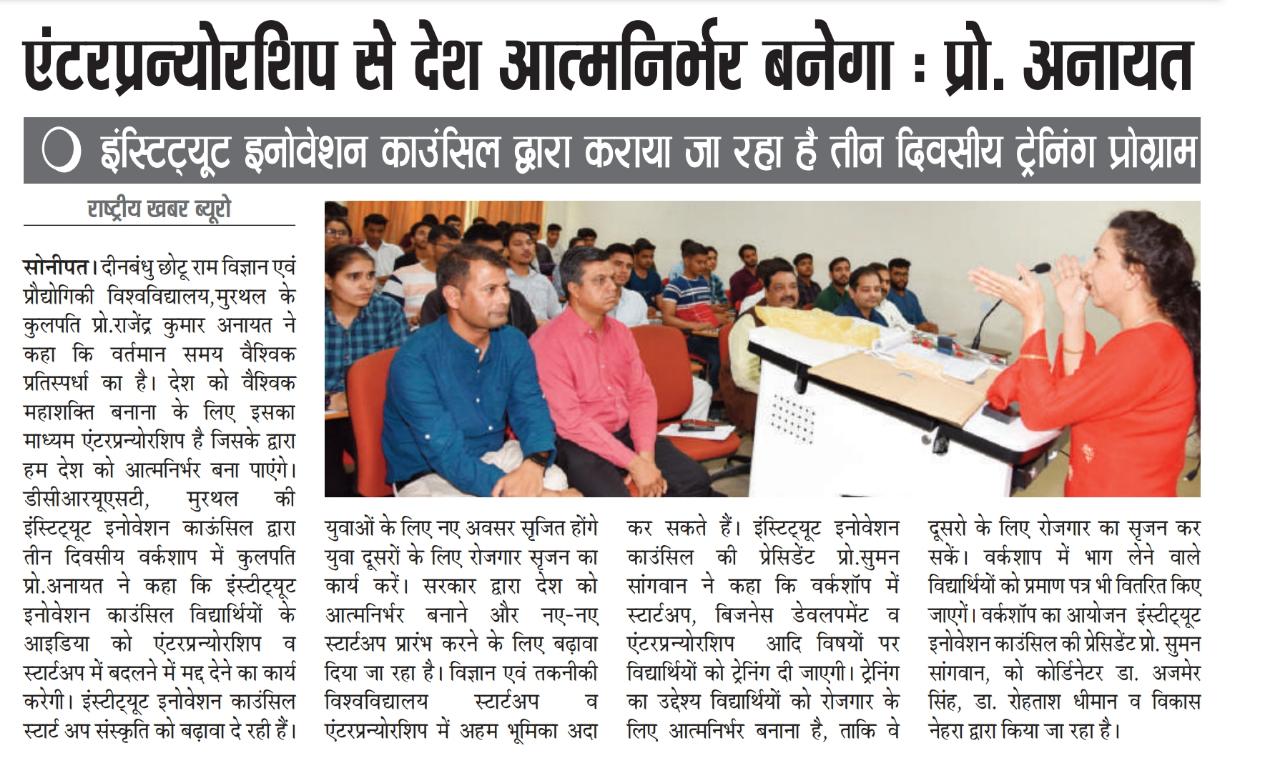 एंटरप्रन्योरशिप से देश आत्मनिर्भर बनेगा : प्रो. अनायत
इंस्टिट्यूट इनोवेशन काउंसिल द्वारा कराया जा रहा है तीन दिवसीय ट्रेनिंग प्रोग्राम
राष्ट्रीय खबर ब्यूरो
सोनीपत। दीनबंधु छोटू राम विज्ञान एवं
प्रौद्योगिकी विश्वविद्यालय,मुरथल के
कुलपति प्रो.राजेंद्र कुमार अनायत ने
कहा कि वर्तमान समय वैश्विक
प्रतिस्पर्धा का है। देश को वैश्विक
महाशक्ति बनाना के लिए इसका
माध्यम एंटरप्रन्योरशिप है जिसके द्वारा
हम देश को आत्मनिर्भर बना पाएंगे।
डीसीआरयूएसटी, मुरथल की
इंस्टिट्यूट इनोवेशन काऊंसिल द्वारा
तीन दिवसीय वर्कशाप में कुलपति
प्रो.अनायत ने कहा कि इंस्टीट्यूट
इनोवेशन काउंसिल विद्यार्थियों के
आइडिया को एंटरप्रन्योरशिप व
स्टार्टअप में बदलने में मद्द देने का कार्य
करेगी। इंस्टीट्यूट इनोवेशन काउंसिल
स्टार्ट अप संस्कृति को बढ़ावा दे रही हैं।
युवाओं के लिए नए अवसर सृजित होंगे
युवा दूसरों के लिए रोजगार सृजन का
कार्य करें। सरकार द्वारा देश को
आत्मनिर्भर बनाने और नए-नए
स्टार्टअप प्रारंभ करने के लिए बढ़ावा
दिया जा रहा है। विज्ञान एवं तकनीकी
विश्वविद्यालय स्टार्टअप व
एंटरप्रन्योरशिप में अहम भूमिका अदा
कर सकते हैं। इंस्टिट्यूट इनोवेशन
काउंसिल की प्रेसिडेंट प्रो.सुमन
सांगवान ने कहा कि वर्कशॉप में
स्टार्टअप, बिजनेस डेवलपमेंट व
एंटरप्रन्योरशिप आदि विषयों पर
विद्यार्थियों को ट्रेनिंग दी जाएगी। ट्रेनिंग
का उद्देश्य विद्यार्थियों को रोजगार के
लिए आत्मनिर्भर बनाना है, ताकि वे
दूसरो के लिए रोजगार का सृजन कर
सकें। वर्कशाप में भाग लेने वाले
विद्यार्थियों को प्रमाण पत्र भी वितरित किए
जाएगें। वर्कशॉप का आयोजन इंस्टीट्यूट
इनोवेशन काउंसिल की प्रेसिडेंट प्रो. सुमन
सांगवान, को कोर्डिनेटर डा. अजमेर
सिंह, डा. रोहताश धीमान व विकास
नेहरा द्वारा किया जा रहा है।